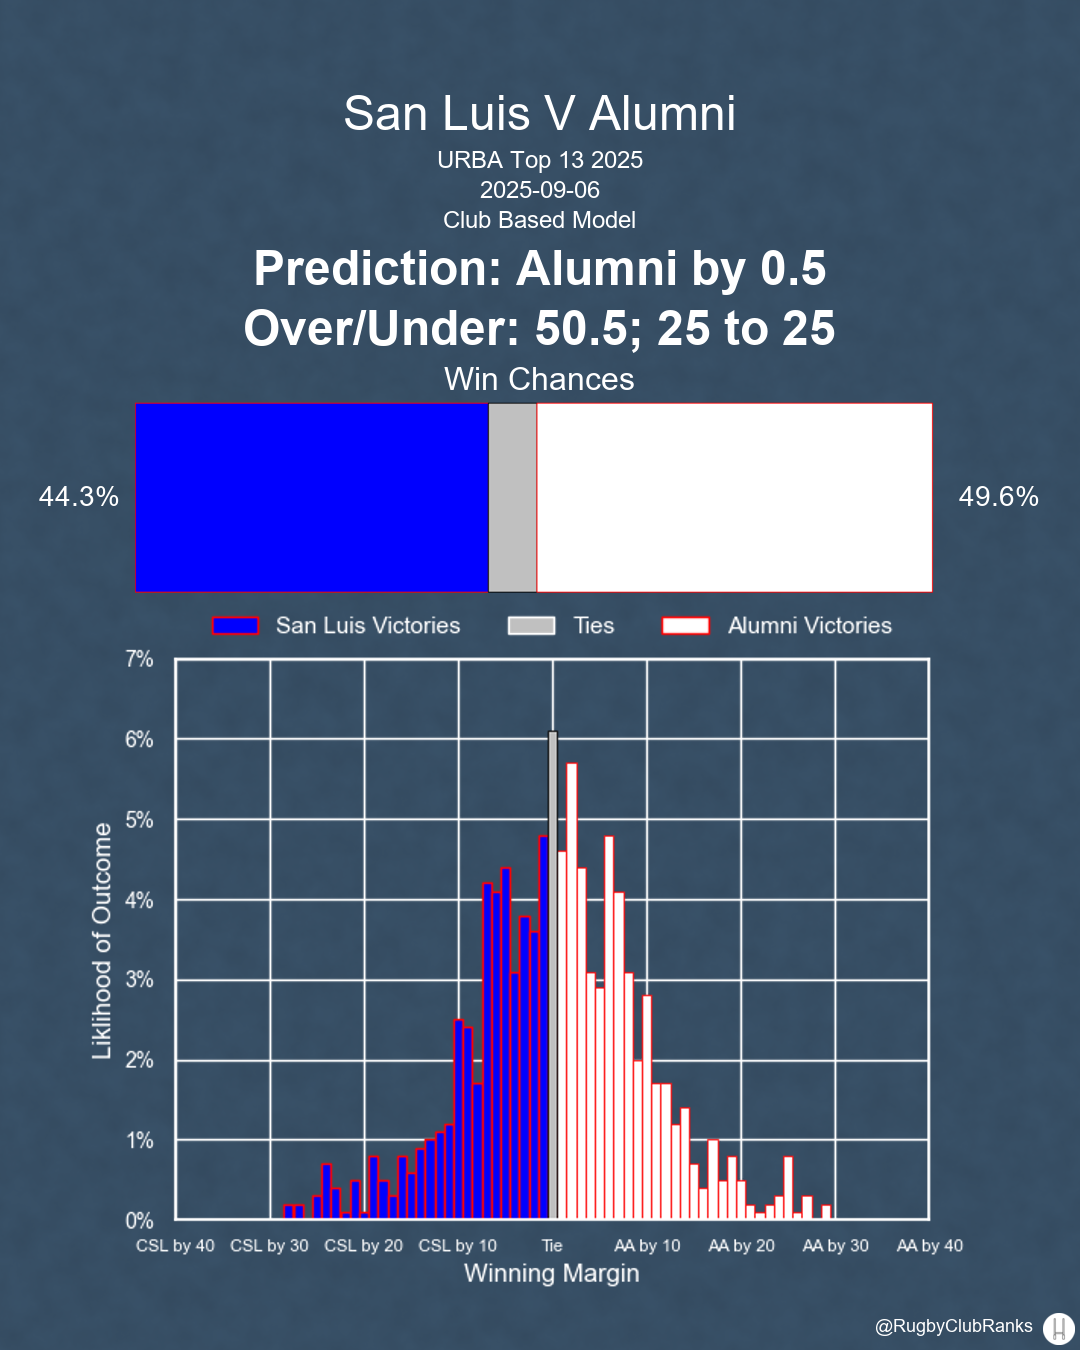 San Luis V Alumni
URBA Top 13 2025
2025-09-06
Club Based Model
Prediction: Alumni by 0.5
Over/Under: 50.5; 25 to 25
Win Chances
44.3%
49.6%
San Luis Victories
Ties
Alumni Victories
7%
6%
5%
4%
3%
2%
1%
0%
Liklihood of Outcome
CSL by 40 CSL by 30 CSL by 20 CSL by 10 Tie AA by 10 AA by 20 AA by 30 AA by 40
Winning Margin
@RugbyClubRanks